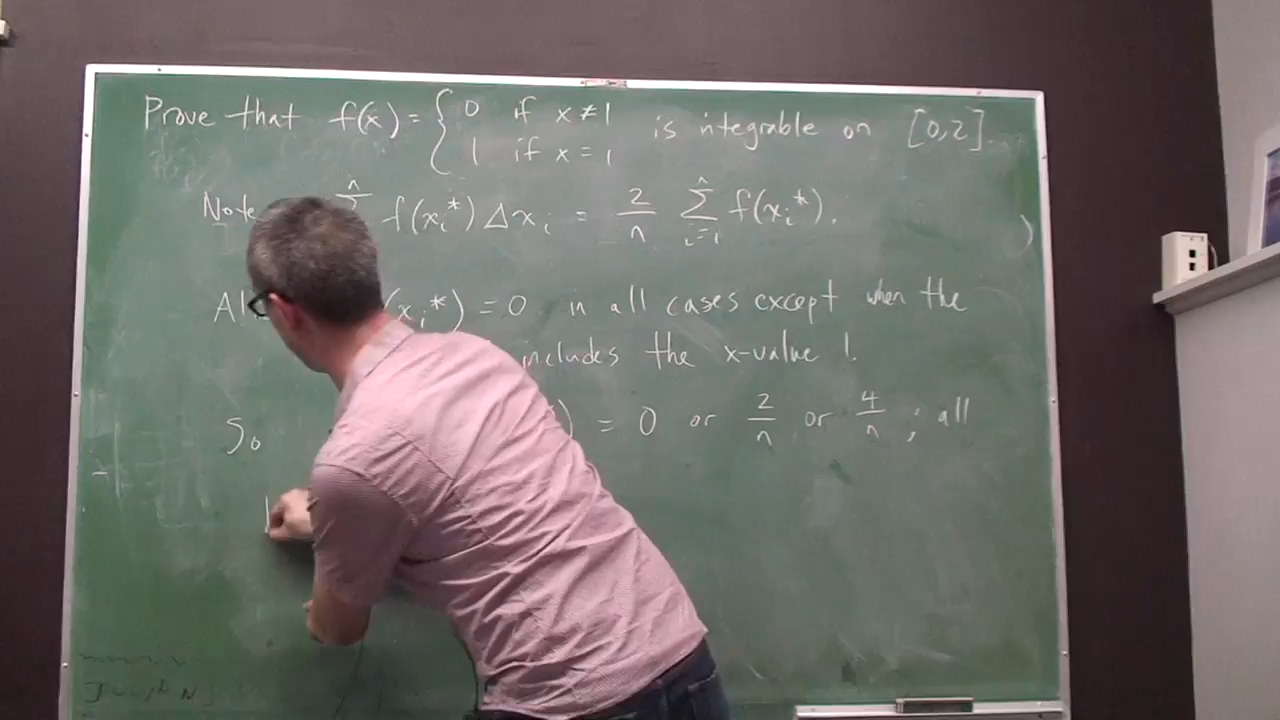 Prove that f(x) = { 0 if x ≠ 1
1 if x = 1 is integrable on [0,2].
Note f(xᵢ*) Δxᵢ = 2/n ∑ᵢ₌₁ⁿ f(xᵢ*).
(xᵢ*) = 0 in all cases except when the
includes the x-value 1.
So ) = 0 or 2/n or 4/n ; all